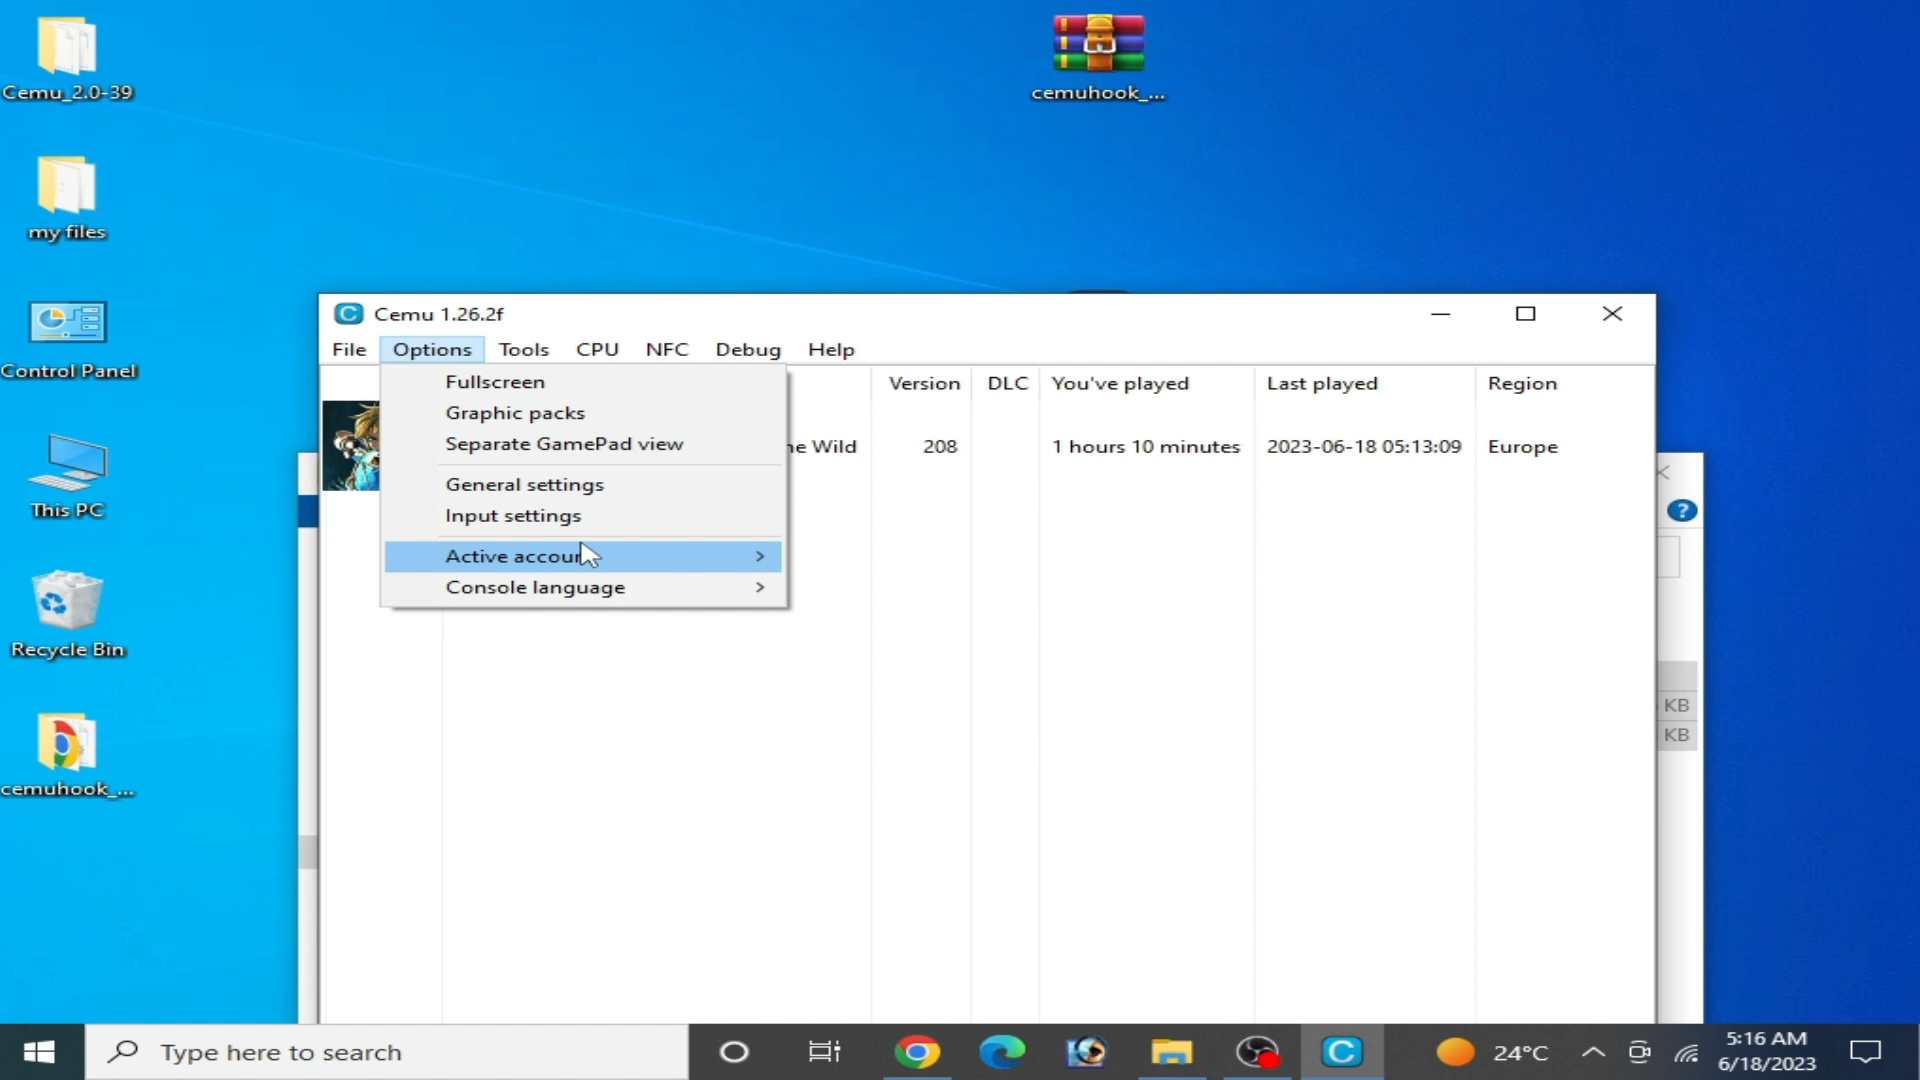 Cemu_2.0-39
my files
Control Panel
This PC
Recycle Bin
cemuhook_...
cemuhook_...
Cemu 1.26.2f
File Options Tools CPU NFC Debug Help
Version DLC You've played Last played Region
Wild 208 1 hours 10 minutes 2023-06-18 05:13:09 Europe
Fullscreen
Graphic packs
Separate GamePad view
General settings
Input settings
Active
Console language
?
KB
KB
Type here to search
24°C
5:16 AM
6/18/2023